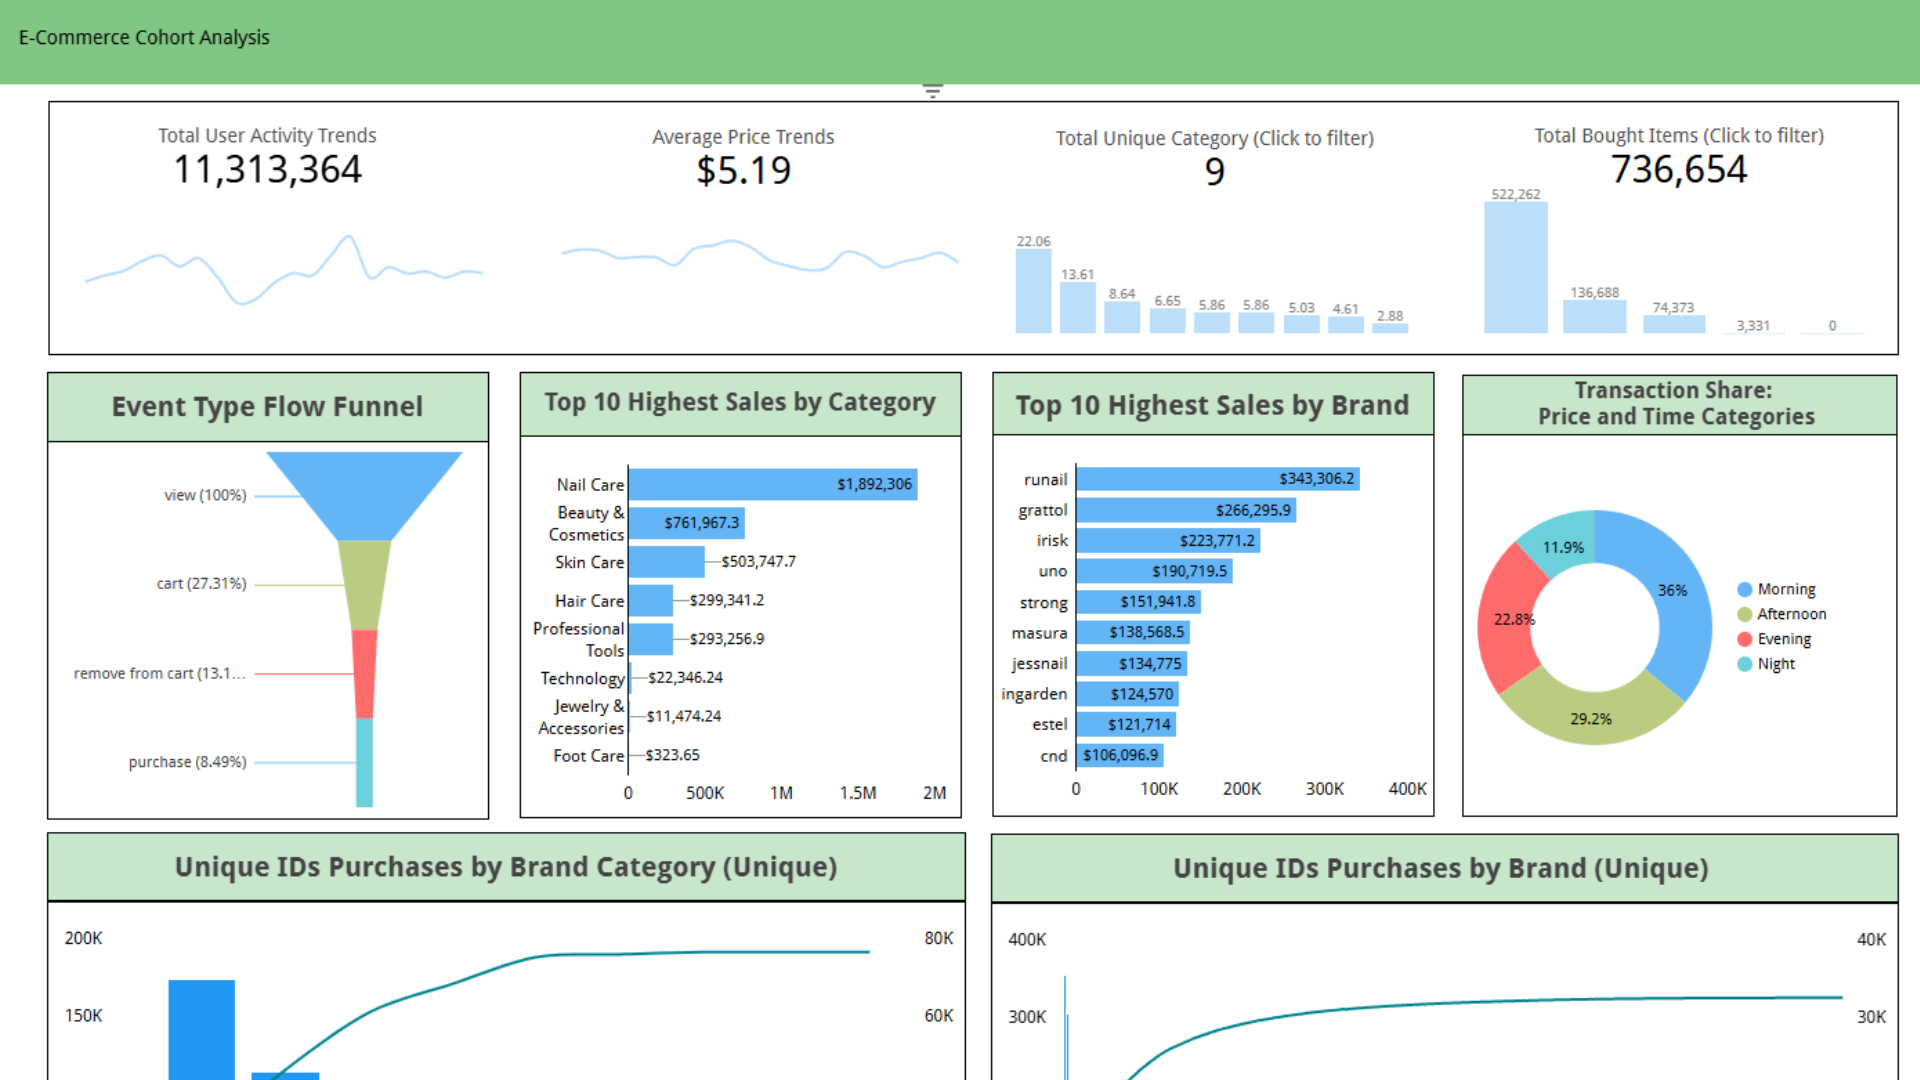 E-Commerce Cohort Analysis
Total User Activity Trends
11,313,364
Average Price Trends
$5.19
Total Unique Category (Click to filter)
9
22.06
13.61
8.64
6.65
5.86
5.86
5.03
4.61
2.88
Total Bought Items (Click to filter)
736,654
522,262
136,688
74,373
3,331
0
Event Type Flow Funnel
view (100%)
cart (27.31%)
remove from cart (13.1...
purchase (8.49%)
Top 10 Highest Sales by Category
Nail Care
$1,892,306
Beauty &
Cosmetics
$761,967.3
Skin Care
$503,747.7
Hair Care
$299,341.2
Professional
Tools
$293,256.9
Technology
$22,346.24
Jewelry &
Accessories
$11,474.24
Foot Care
$323.65
0 500K 1M 1.5M 2M
Top 10 Highest Sales by Brand
runail
$343,306.2
grattol
$266,295.9
irisk
$223,771.2
uno
$190,719.5
strong
$151,941.8
masura
$138,568.5
jessnail
$134,775
ingarden
$124,570
estel
$121,714
cnd
$106,096.9
0 100K 200K 300K 400K
Transaction Share:
Price and Time Categories
11.9%
36%
22.8%
29.2%
Morning
Afternoon
Evening
Night
Unique IDs Purchases by Brand Category (Unique)
200K
150K
80K
60K
Unique IDs Purchases by Brand (Unique)
400K
300K
40K
30K